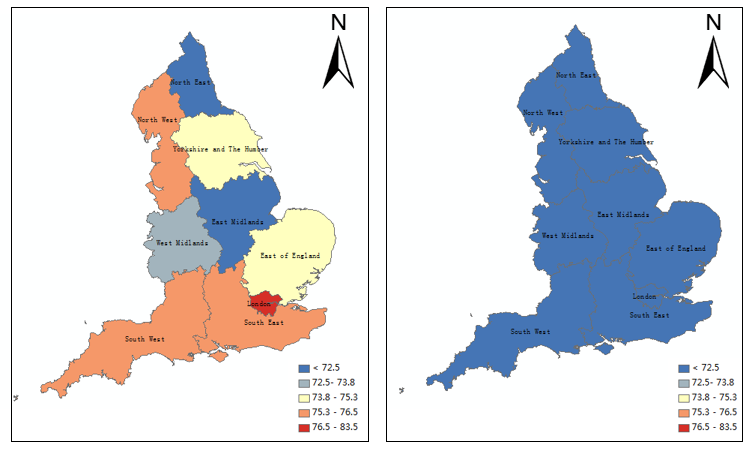 N
North East
North West
Yorkshire and The Humber
East Midlands
West Midlands
East of England
London
South East
South West
< 72.5
72.5- 73.8
73.8 - 75.3
75.3 - 76.5
76.5 - 83.5
N
North East
North West
Yorkshire and The Humber
East Midlands
West Midlands
East of England
London
South East
South West
< 72.5
72.5- 73.8
73.8 - 75.3
75.3 - 76.5
76.5 - 83.5